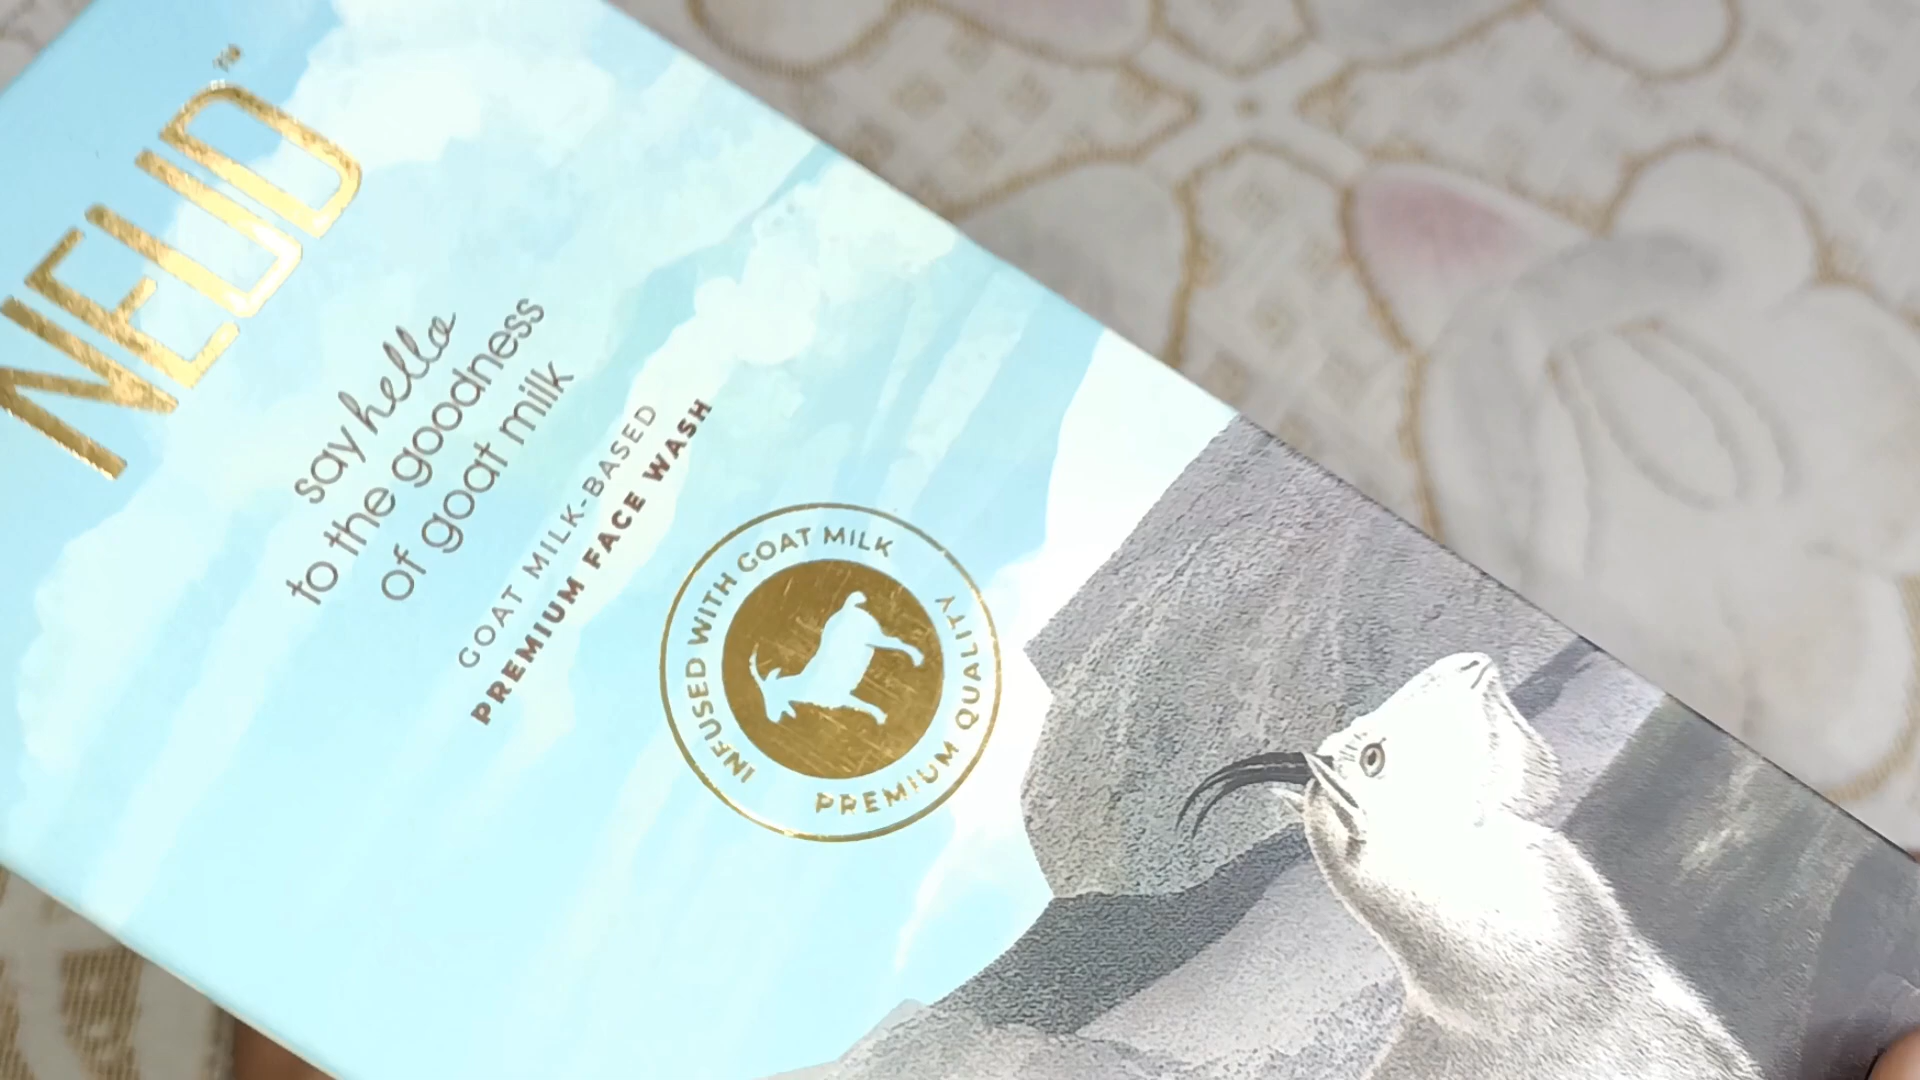 NEUD™
say hello
to the goodness
of goat milk
GOAT MILK-BASED
PREMIUM FACE WASH
INFUSED WITH GOAT MILK
PREMIUM QUALITY